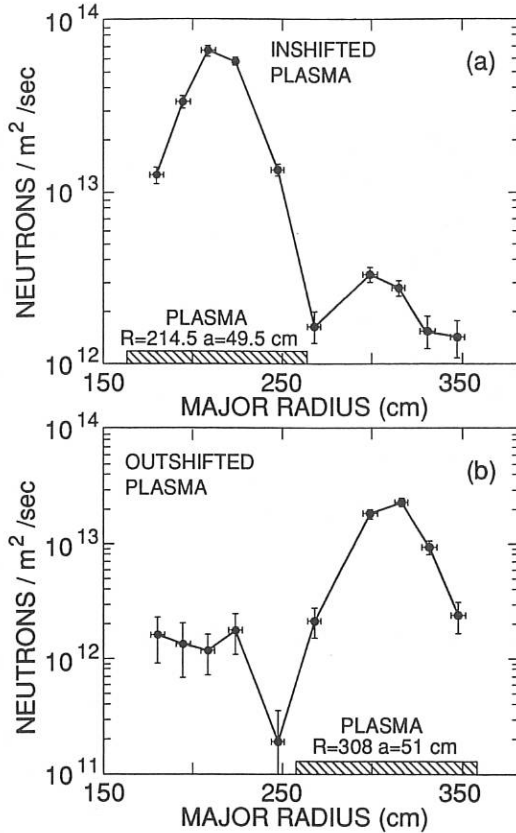 10^14
INSHIFTED
PLASMA
(a)
NEUTRONS / m² /sec
10^13
PLASMA
R=214.5 a=49.5 cm
10^12
150 250 350
MAJOR RADIUS (cm)
10^14
OUTSHIFTED
PLASMA
(b)
NEUTRONS / m² /sec
10^13
10^12
PLASMA
R=308 a=51 cm
10^11
150 250 350
MAJOR RADIUS (cm)